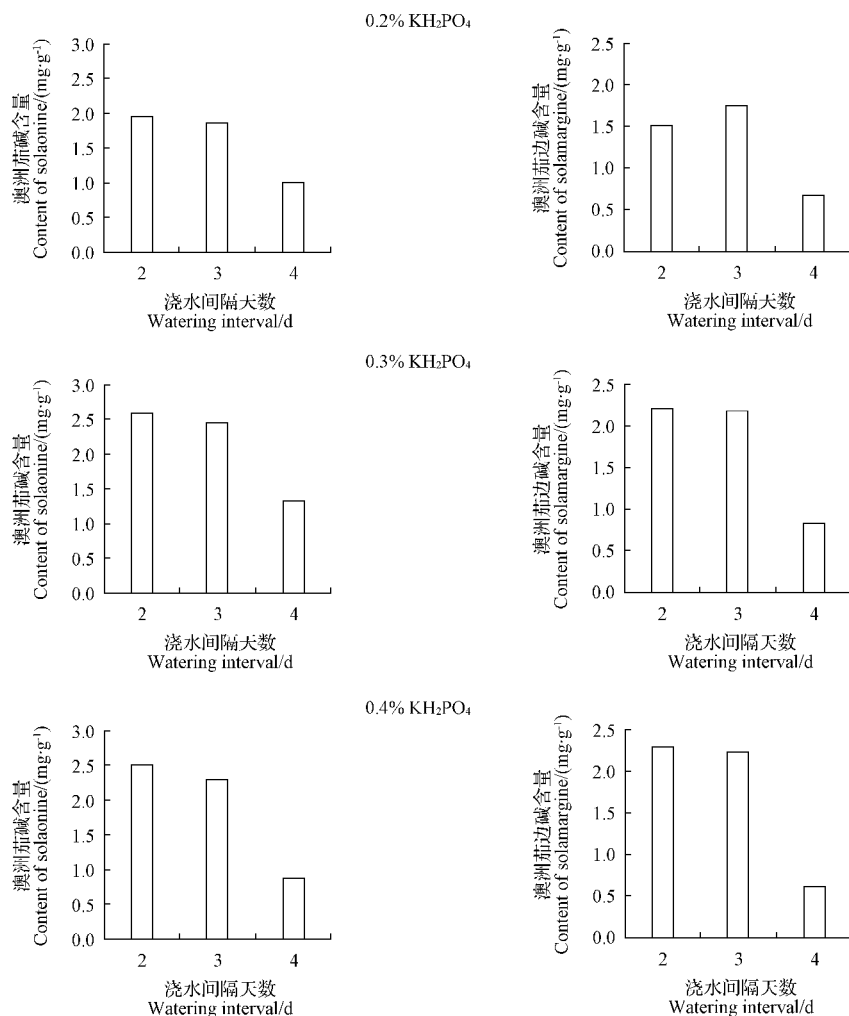 0.2% KH₂PO₄
澳洲茄碱含量
Content of solaonine/(mg·g⁻¹)
3.0
2.5
2.0
1.5
1.0
0.5
0.0
2 3 4
浇水间隔天数
Watering interval/d
澳洲茄边碱含量
Content of solamargine/(mg·g⁻¹)
2.5
2.0
1.5
1.0
0.5
0.0
2 3 4
浇水间隔天数
Watering interval/d
0.3% KH₂PO₄
澳洲茄碱含量
Content of solaonine/(mg·g⁻¹)
3.0
2.5
2.0
1.5
1.0
0.5
0.0
2 3 4
浇水间隔天数
Watering interval/d
澳洲茄边碱含量
Content of solamargine/(mg·g⁻¹)
2.5
2.0
1.5
1.0
0.5
0.0
2 3 4
浇水间隔天数
Watering interval/d
0.4% KH₂PO₄
澳洲茄碱含量
Content of solaonine/(mg·g⁻¹)
3.0
2.5
2.0
1.5
1.0
0.5
0.0
2 3 4
浇水间隔天数
Watering interval/d
澳洲茄边碱含量
Content of solamargine/(mg·g⁻¹)
2.5
2.0
1.5
1.0
0.5
0.0
2 3 4
浇水间隔天数
Watering interval/d